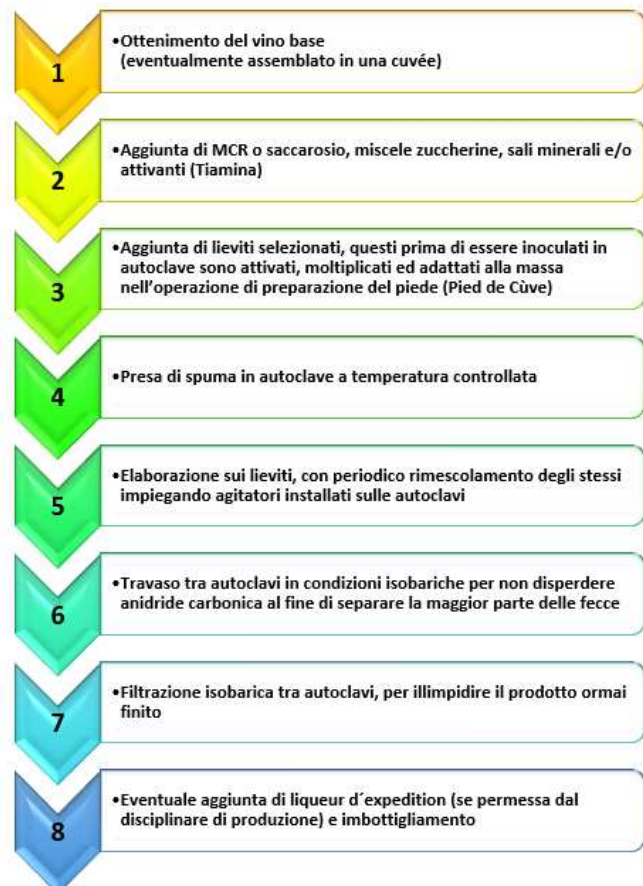 1
•Ottenimento del vino base
(eventualmente assemblato in una cuvée)
2
•Aggiunta di MCR o saccarosio, miscele zuccherine, sali minerali e/o
attivanti (Tiamina)
3
•Aggiunta di lieviti selezionati, questi prima di essere inoculati in
autoclave sono attivati, moltiplicati ed adattati alla massa
nell'operazione di preparazione del piede (Pied de Cùve)
4
•Presa di spuma in autoclave a temperatura controllata
5
•Elaborazione sui lieviti, con periodico rimescolamento degli stessi
impiegando agitatori installati sulle autoclavi
6
•Travaso tra autoclavi in condizioni isobariche per non disperdere
anidride carbonica al fine di separare la maggior parte delle fecce
7
•Filtrazione isobarica tra autoclavi, per illimpidire il prodotto ormai
finito
8
•Eventuale aggiunta di liqueur d´expedition (se permessa dal
disciplinare di produzione) e imbottigliamento